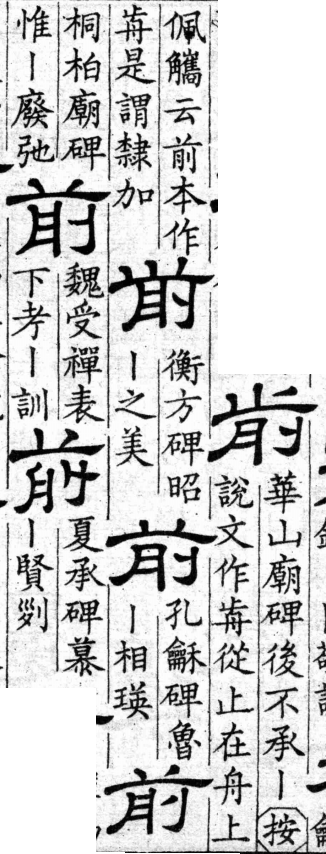 前
華山廟碑後不承丨按
說文作歬從止在舟上
佩觿云前本作
歬是謂隸加
前
衡方碑昭
丨之美
前
孔龢碑魯
丨相瑛
前
桐柏廟碑
惟丨廢弛
前
魏受禪表
下考丨訓
前
夏承碑慕
丨賢列